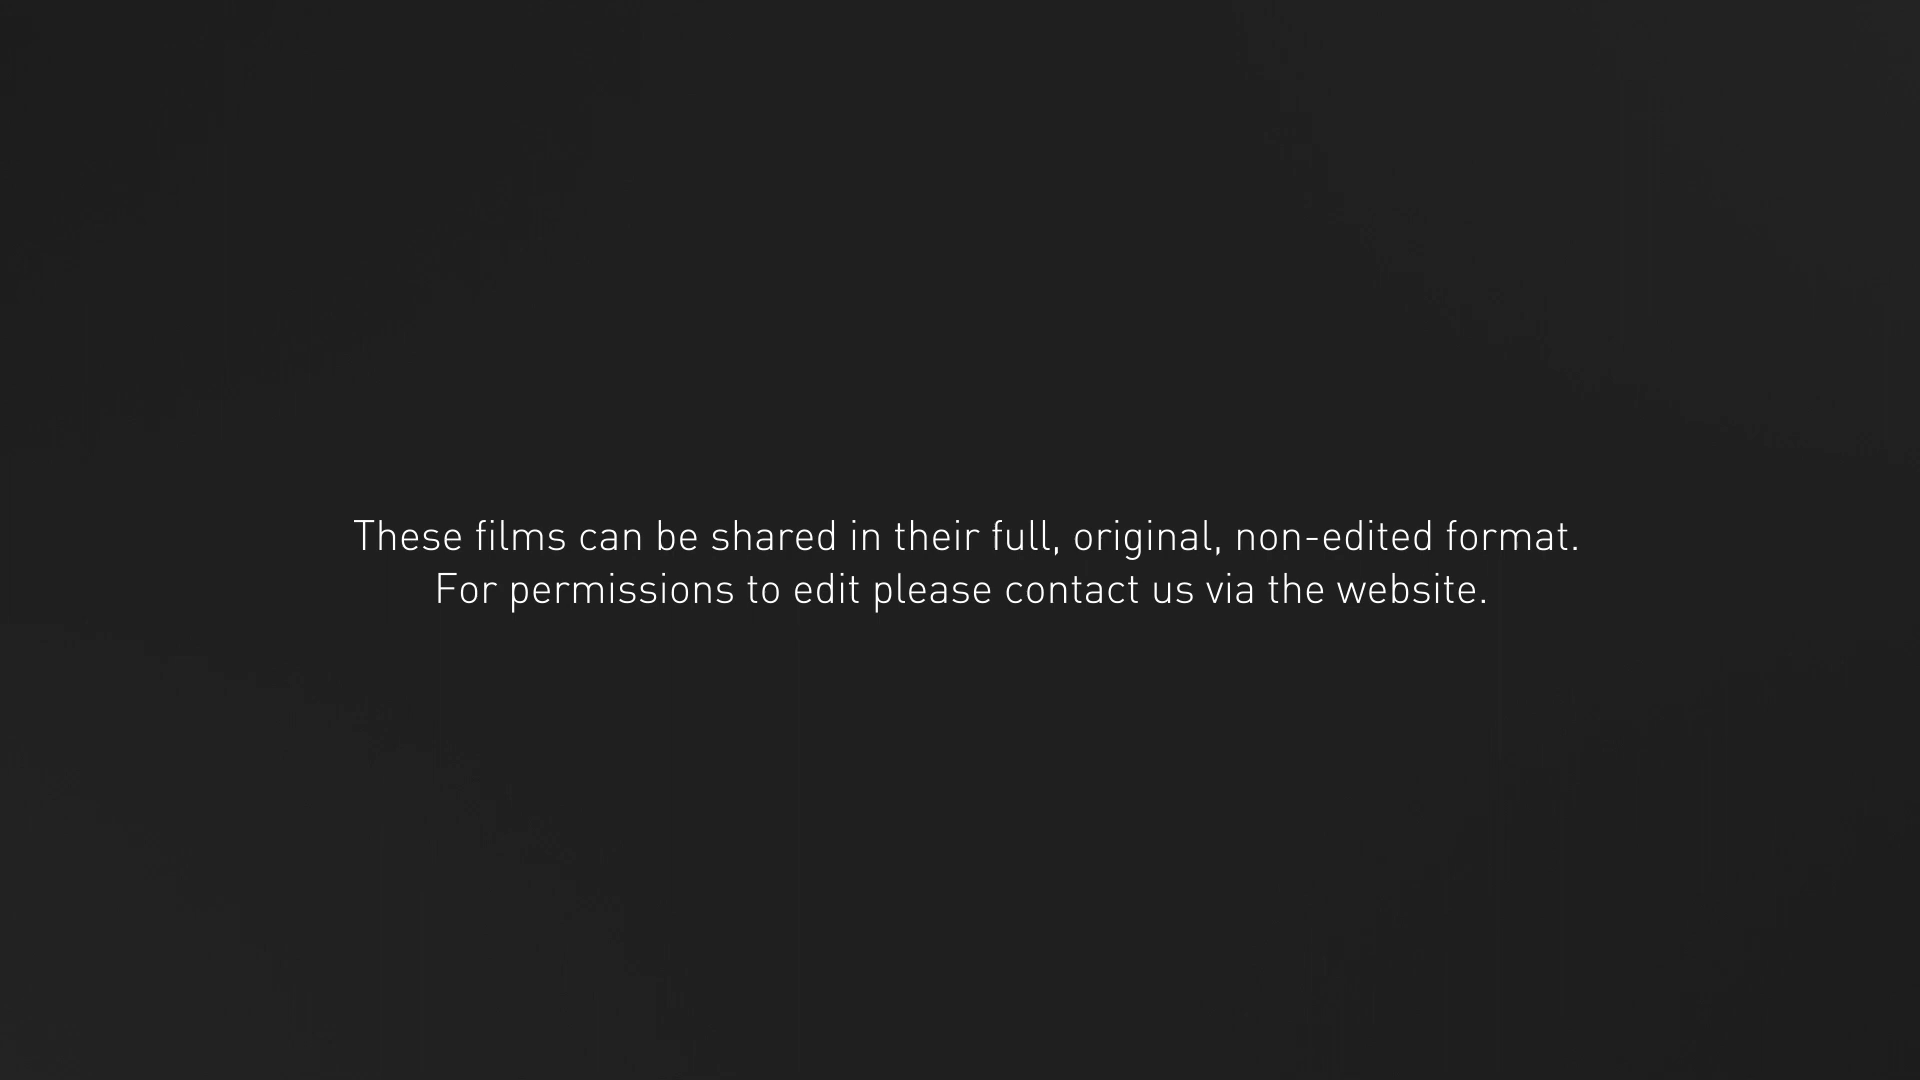 These films can be shared in their full, original, non-edited format.
For permissions to edit please contact us via the website.